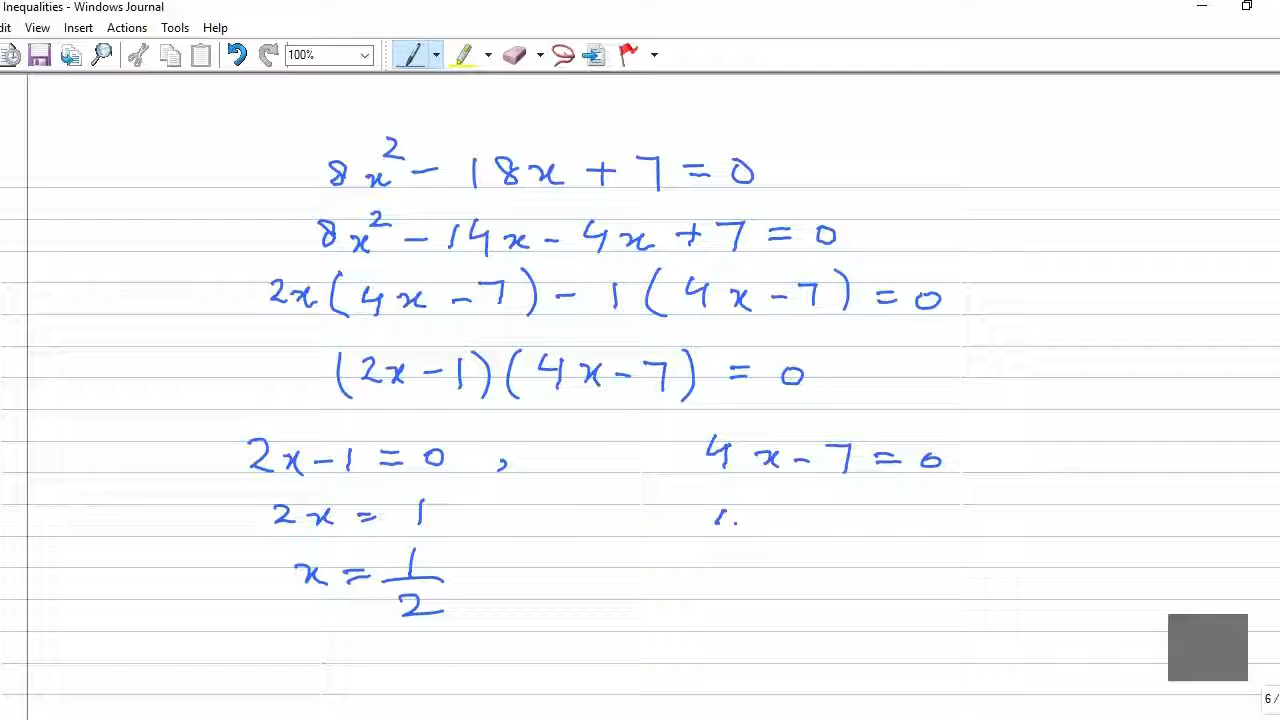 Inequalities - Windows Journal
dit View Insert Actions Tools Help
100%
8x² - 18x + 7 = 0
8x² - 14x - 4x + 7 = 0
2x(4x - 7) - 1(4x - 7) = 0
(2x - 1)(4x - 7) = 0
2x - 1 = 0 , 4x - 7 = 0
2x = 1
x = 1/2
6 /